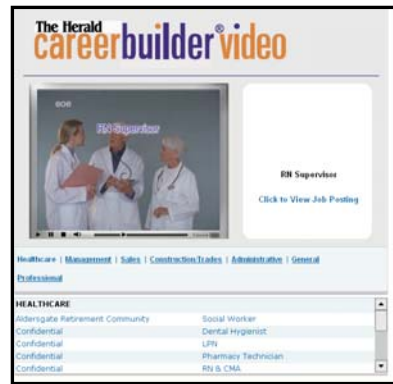 The Herald
careerbuilder® video
RN Supervisor
RN Supervisor
Click to View Job Posting
Healthcare | Management | Sales | Construction Trades | Administrative | General
Professional
HEALTHCARE
Aldersgate Retirement Community Social Worker
Confidential Dental Hygienist
Confidential LPN
Confidential Pharmacy Technician
Confidential RN & CMA